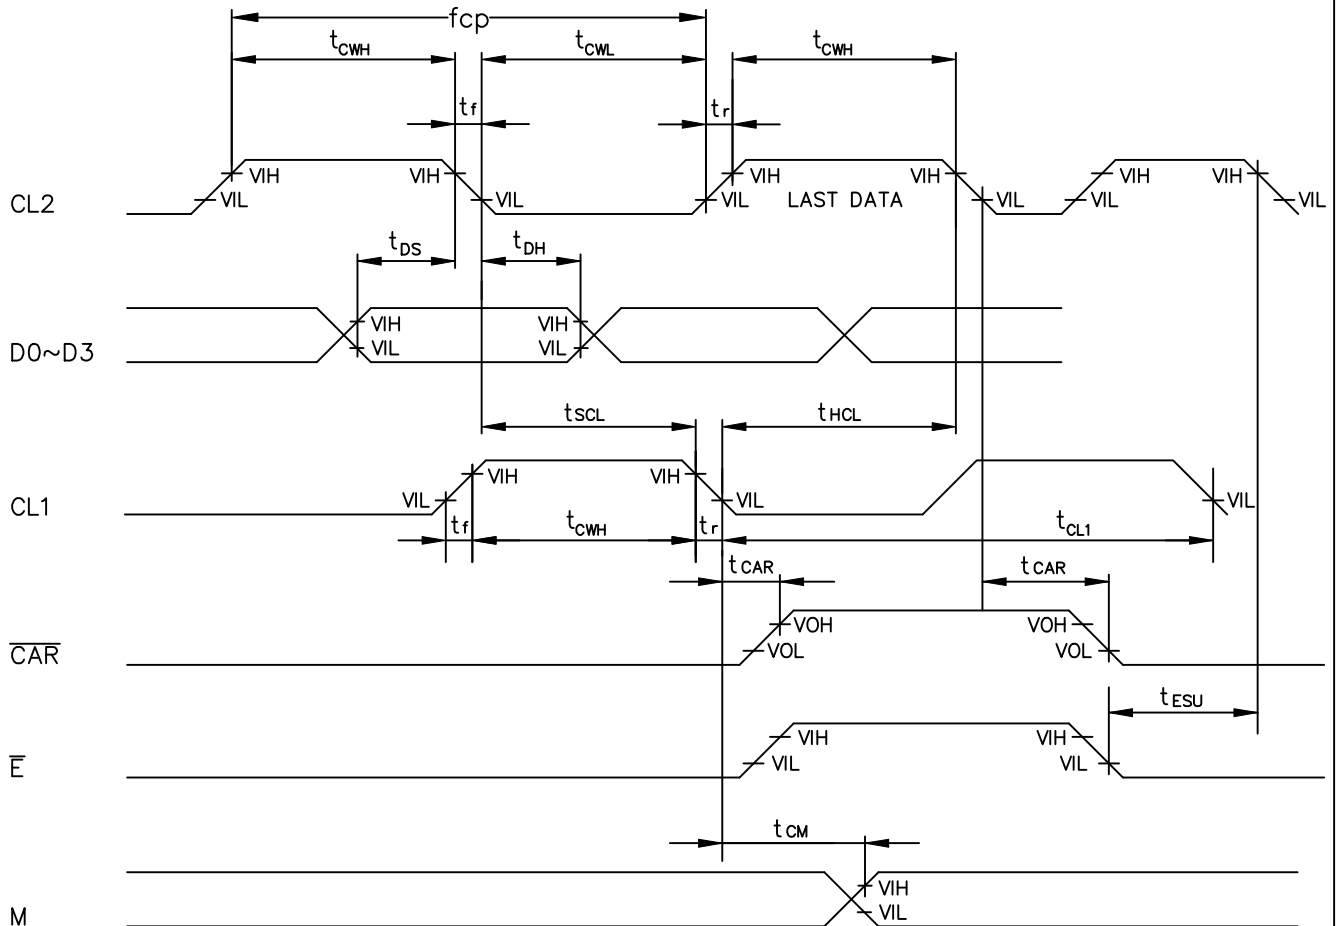 fcp
tCWH tCWL tCWH
tf tr
VIH VIH VIH VIH VIH VIH
CL2 VIL VIL VIL LAST DATA VIL VIL VIL
tDS tDH
VIH VIH
D0~D3 VIL VIL
tSCL tHCL
VIH VIH
CL1 VIL VIL VIL
tf tCWH tr tCL1
tCAR tCAR
VOH VOH
CAR VOL VOL
tESU
VIH VIH
E VIL VIL
tCM
VIH
M VIL